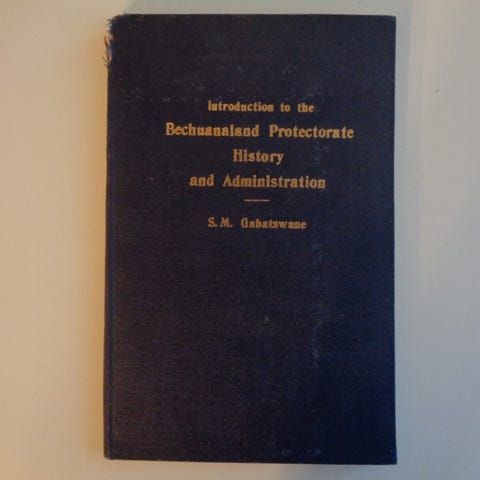 Introduction to the
Bechuanaland Protectorate
History
and Administration
S. M. Gabatswane